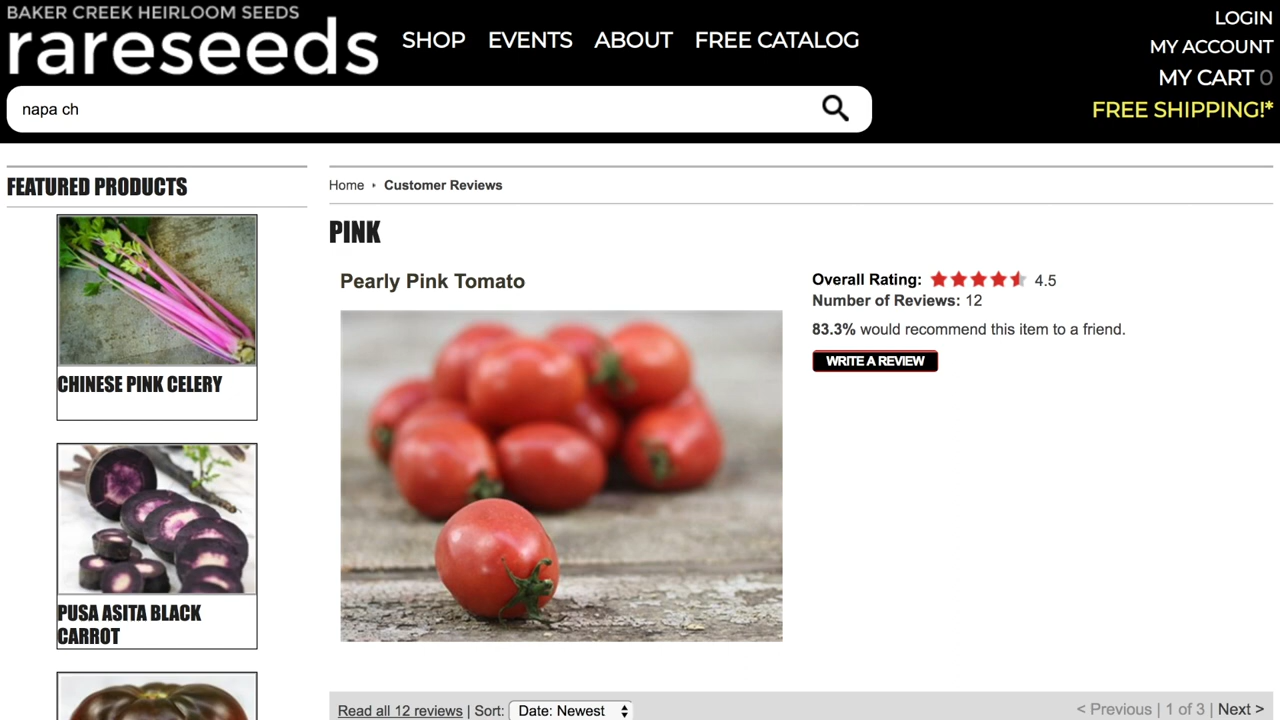 BAKER CREEK HEIRLOOM SEEDS
rareseeds
SHOP EVENTS ABOUT FREE CATALOG
LOGIN
MY ACCOUNT
MY CART 0
FREE SHIPPING!*
napa ch
FEATURED PRODUCTS
CHINESE PINK CELERY
PUSA ASITA BLACK
CARROT
Home ‣ Customer Reviews
PINK
Pearly Pink Tomato
Overall Rating: 4.5
Number of Reviews: 12
83.3% would recommend this item to a friend.
WRITE A REVIEW
Read all 12 reviews | Sort: Date: Newest
< Previous | 1 of 3 | Next >